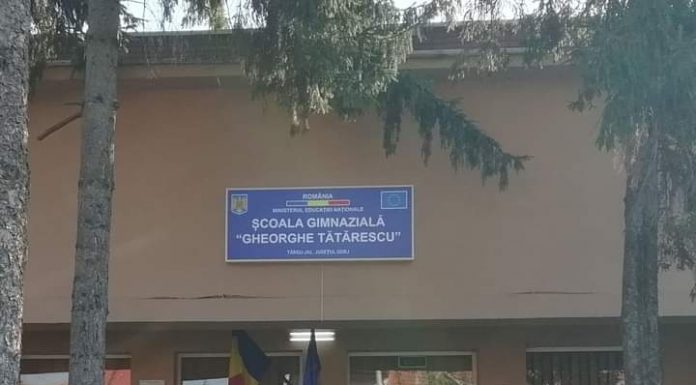 ROMÂNIA
MINISTERUL EDUCAȚIEI NAȚIONALE
ȘCOALA GIMNAZIALĂ
"GHEORGHE TĂTĂRESCU"
TÂRGU-JIU, JUDEȚUL GORJ